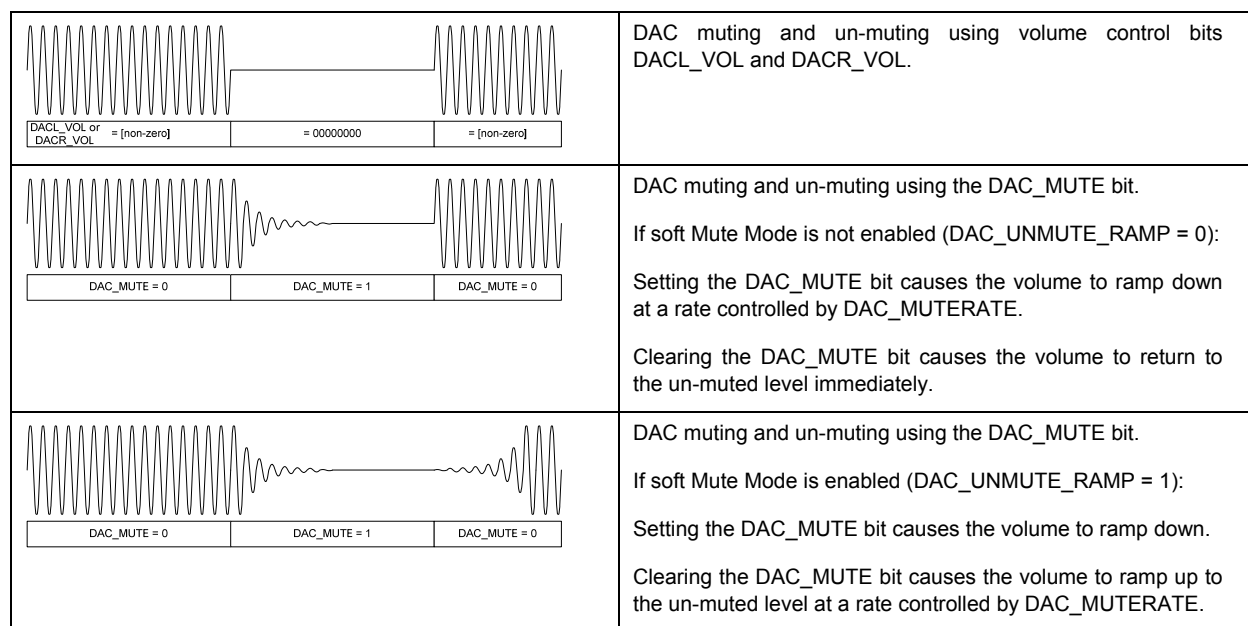 DACL_VOL or
DACR_VOL = [non-zero]
= 00000000
= [non-zero]
DAC muting and un-muting using volume control bits
DACL_VOL and DACR_VOL.
DAC_MUTE = 0
DAC_MUTE = 1
DAC_MUTE = 0
DAC muting and un-muting using the DAC_MUTE bit.
If soft Mute Mode is not enabled (DAC_UNMUTE_RAMP = 0):
Setting the DAC_MUTE bit causes the volume to ramp down
at a rate controlled by DAC_MUTERATE.
Clearing the DAC_MUTE bit causes the volume to return to
the un-muted level immediately.
DAC_MUTE = 0
DAC_MUTE = 1
DAC_MUTE = 0
DAC muting and un-muting using the DAC_MUTE bit.
If soft Mute Mode is enabled (DAC_UNMUTE_RAMP = 1):
Setting the DAC_MUTE bit causes the volume to ramp down.
Clearing the DAC_MUTE bit causes the volume to ramp up to
the un-muted level at a rate controlled by DAC_MUTERATE.